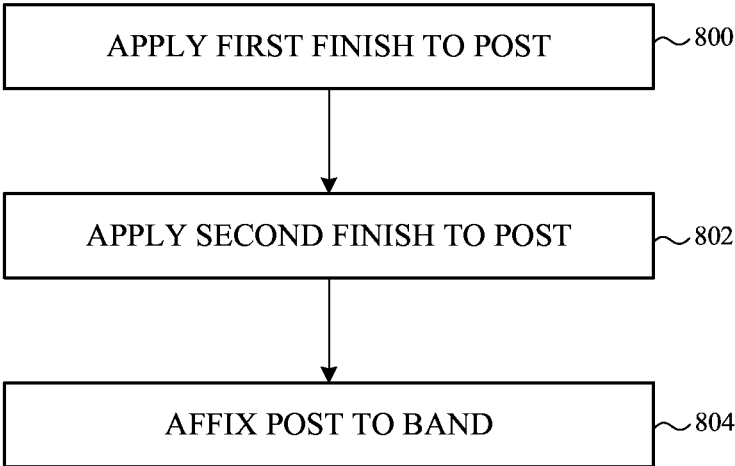 APPLY FIRST FINISH TO POST
800
APPLY SECOND FINISH TO POST
802
AFFIX POST TO BAND
804